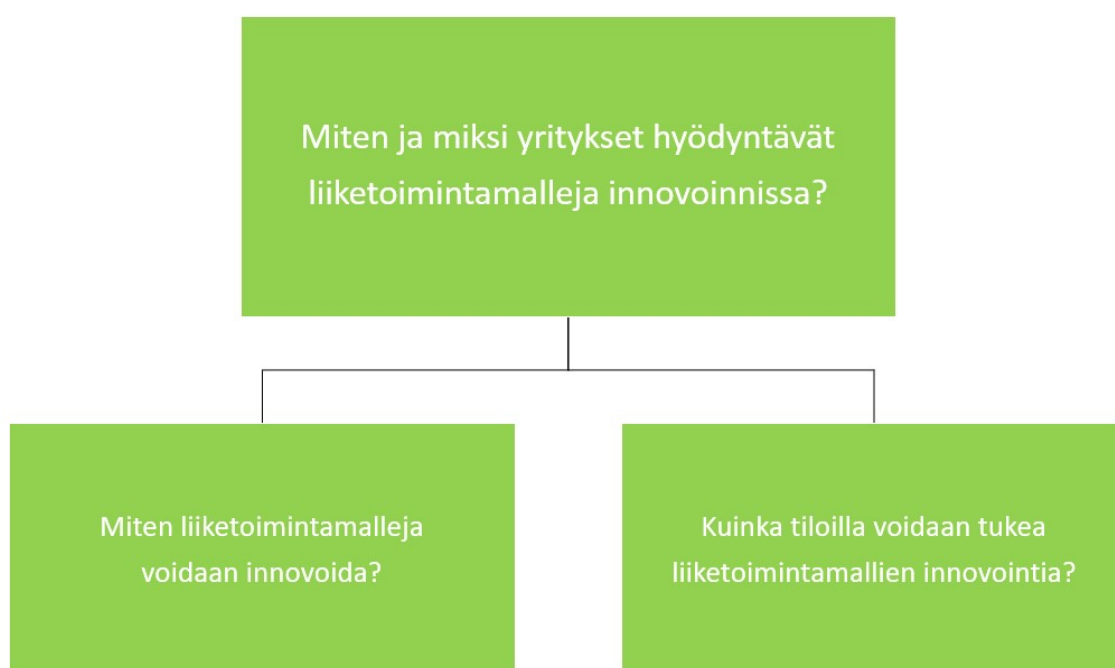 Miten ja miksi yritykset hyödyntävät
liiketoimintamalleja innovoinnissa?
Miten liiketoimintamalleja
voidaan innovoida?
Kuinka tiloilla voidaan tukea
liiketoimintamallien innovointia?